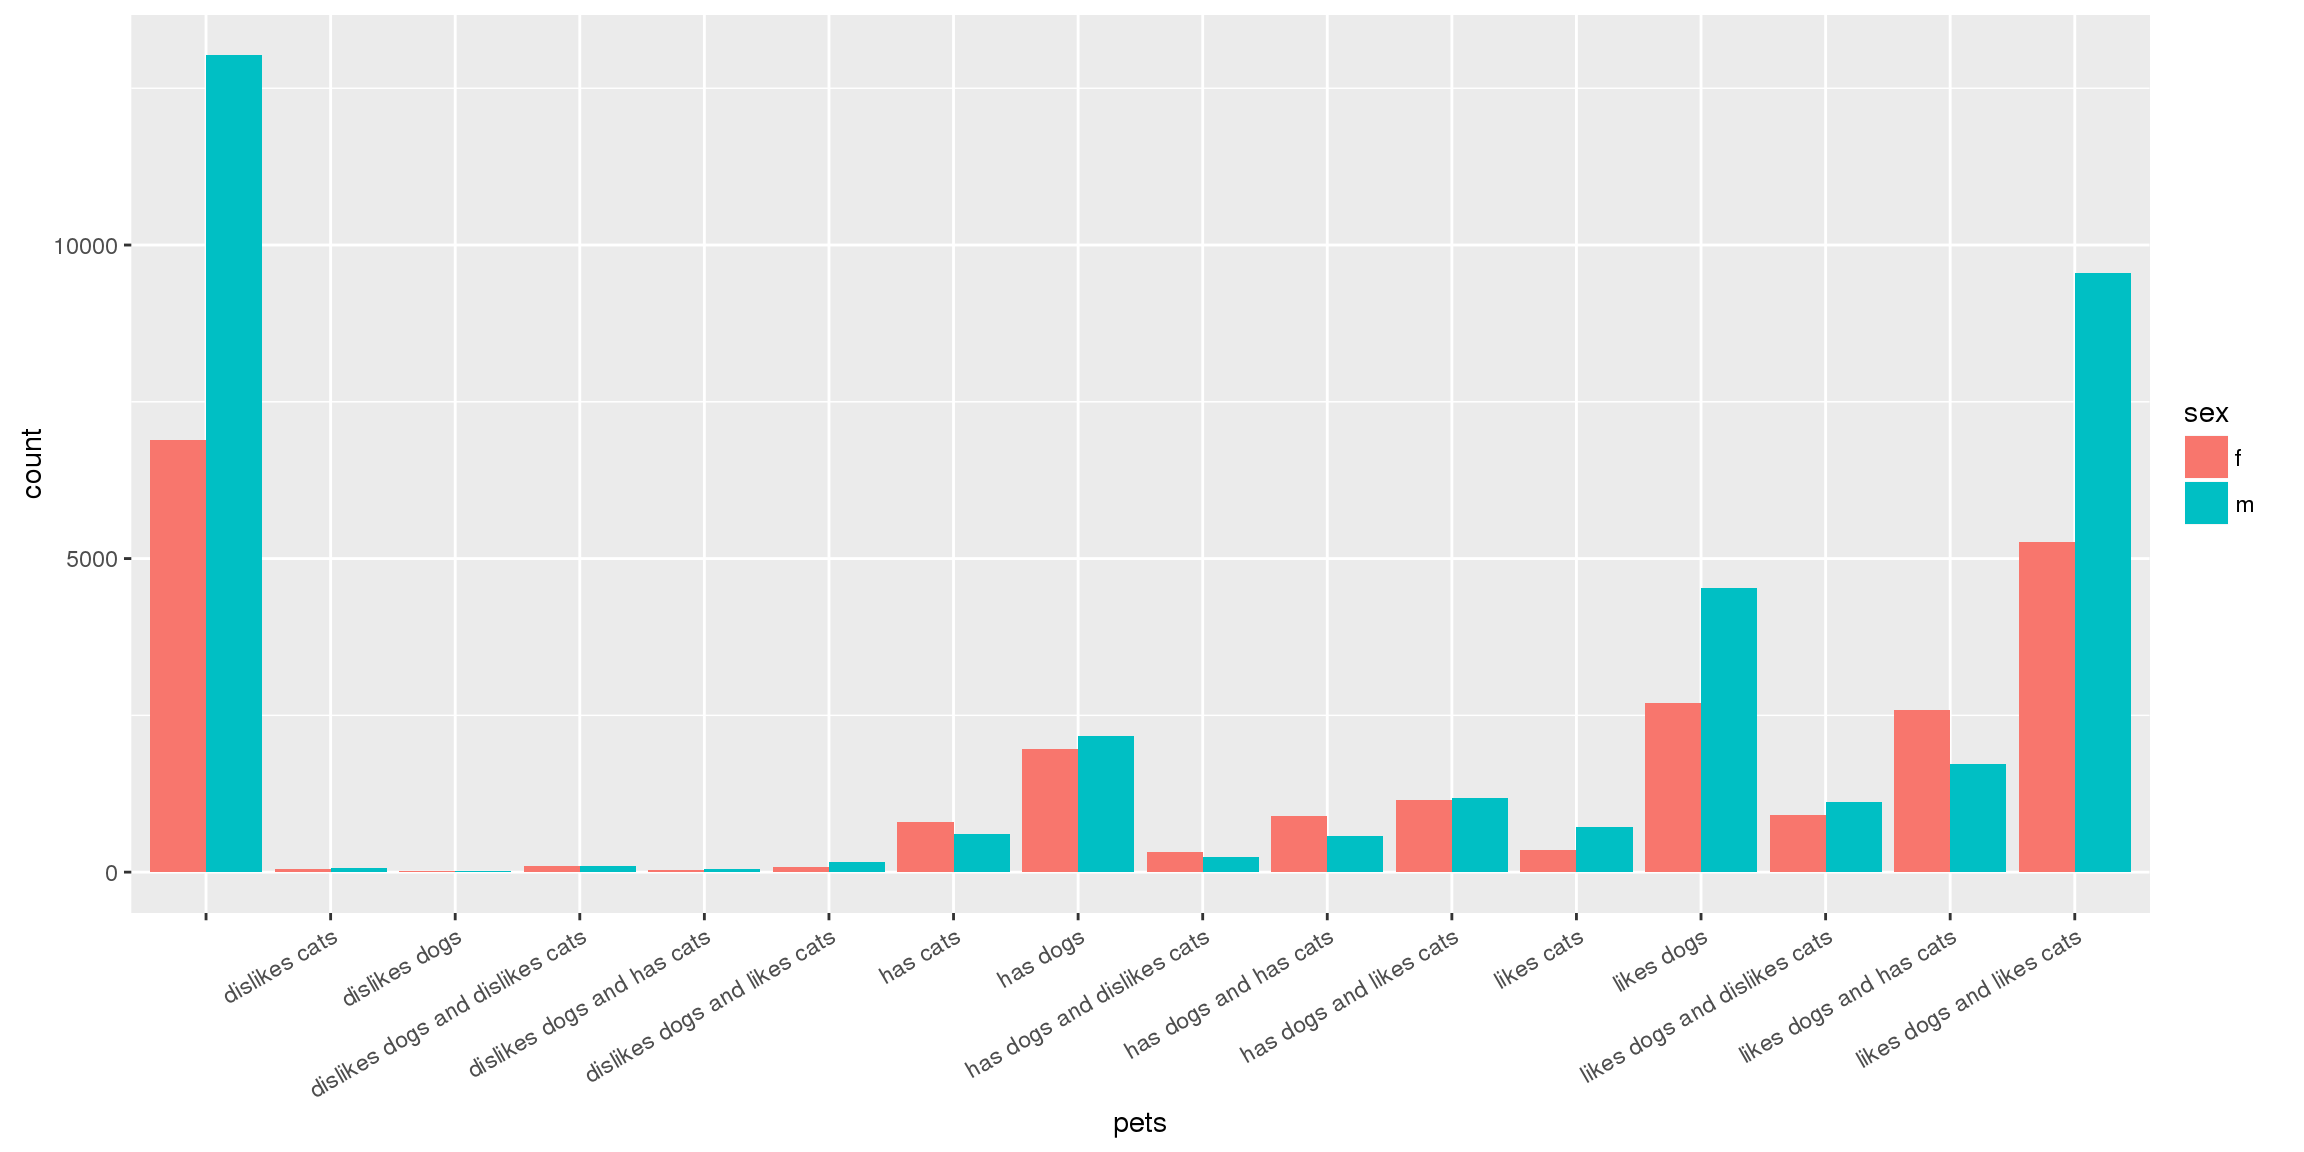 10000
5000
0
count
dislikes cats
dislikes dogs
dislikes dogs and dislikes cats
dislikes dogs and has cats
dislikes dogs and likes cats
has cats
has dogs
has dogs and dislikes cats
has dogs and has cats
has dogs and likes cats
likes cats
likes dogs
likes dogs and dislikes cats
likes dogs and has cats
likes dogs and likes cats
pets
sex
f
m